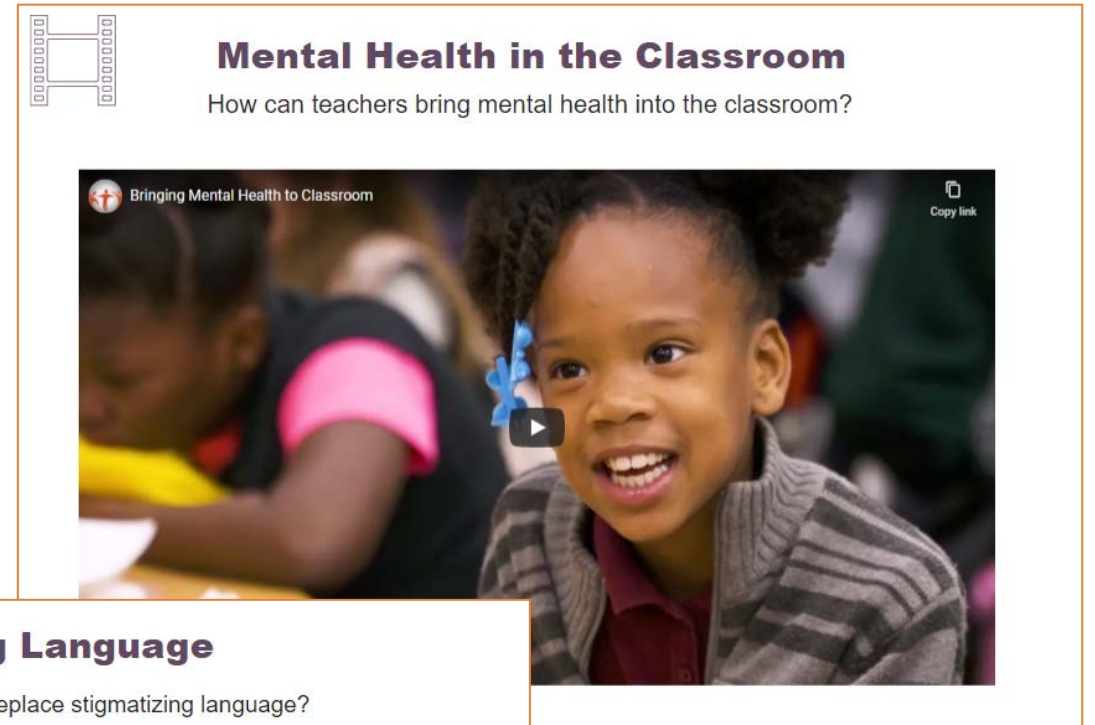 Mental Health in the Classroom
How can teachers bring mental health into the classroom?
Bringing Mental Health to Classroom
Copy link
Language
stigmatizing language?